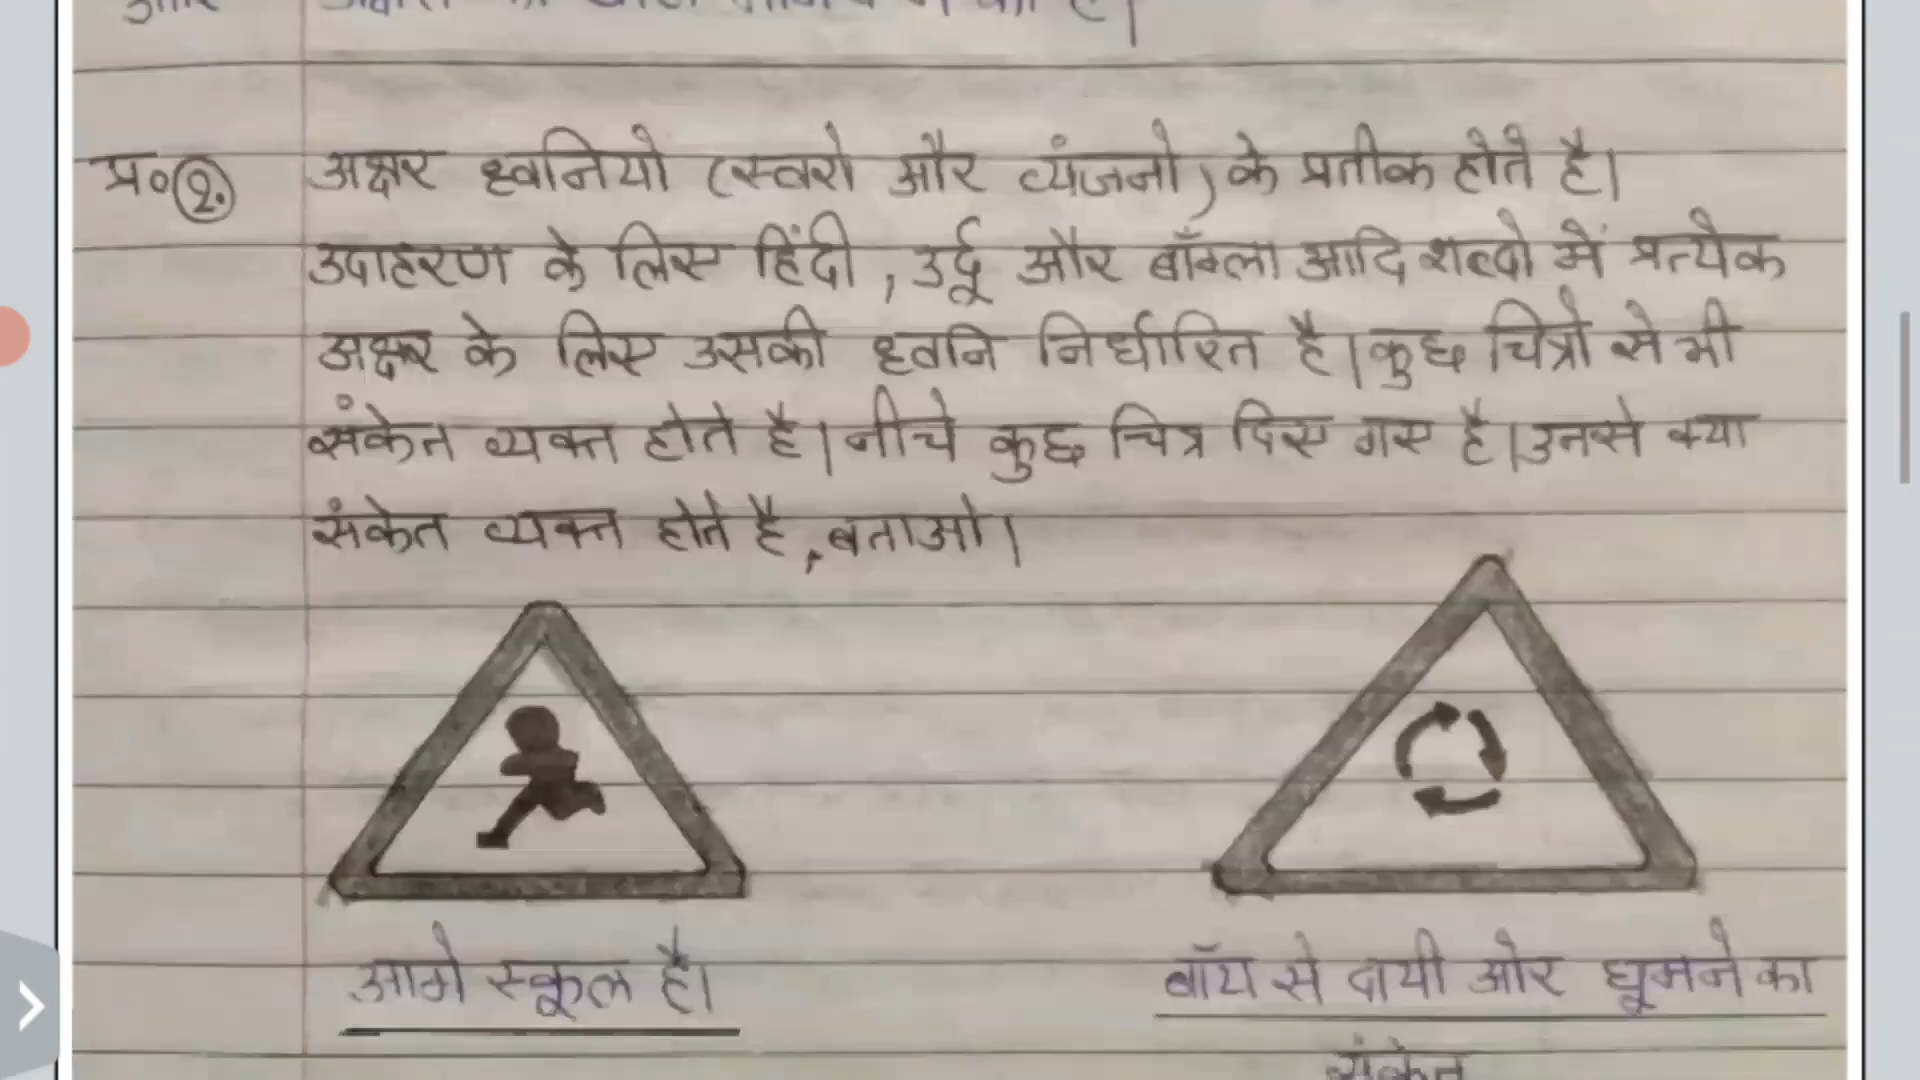 प्र०2. अक्षर ध्वनियो (स्वरो और व्यंजनो) के प्रतीक होते है।
उदाहरण के लिए हिंदी, उर्दू और बाँग्ला आदि शब्दो में प्रत्येक
अक्षर के लिए उसकी ध्वनि निर्धारित है। कुछ चित्रो से भी
संकेत व्यक्त होते है। नीचे कुछ चित्र दिए गए है। उनसे क्या
संकेत व्यक्त होते है, बताओ।
आगे स्कूल है।
बाँय से दायी ओर घूमने का
संकेत